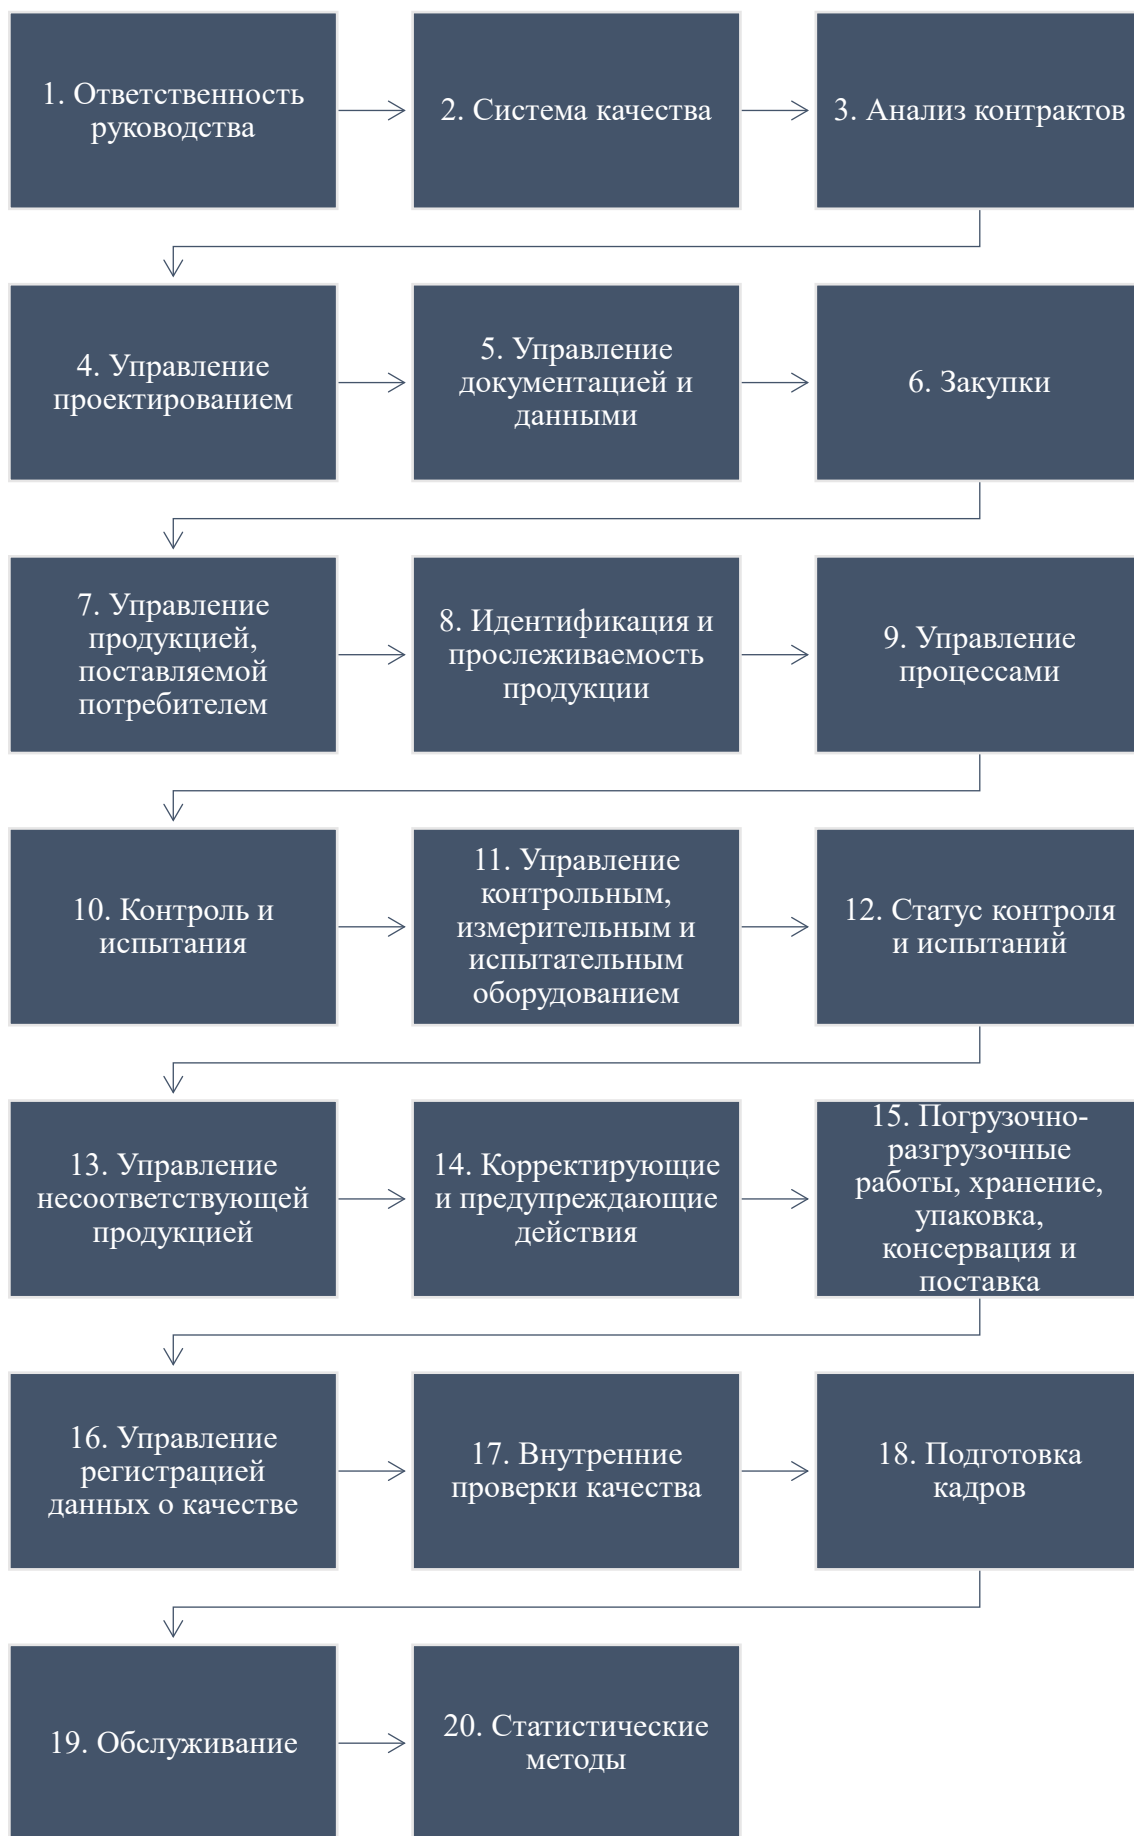 1. Ответственность
руководства
2. Система качества
3. Анализ контрактов
4. Управление
проектированием
5. Управление
документацией и
данными
6. Закупки
7. Управление
продукцией,
поставляемой
потребителем
8. Идентификация и
прослеживаемость
продукции
9. Управление
процессами
10. Контроль и
испытания
11. Управление
контрольным,
измерительным и
испытательным
оборудованием
12. Статус контроля
и испытаний
13. Управление
несоответствующей
продукцией
14. Корректирующие
и предупреждающие
действия
15. Погрузочно-
разгрузочные
работы, хранение,
упаковка,
консервация и
поставка
16. Управление
регистрацией
данных о качестве
17. Внутренние
проверки качества
18. Подготовка
кадров
19. Обслуживание
20. Статистические
методы